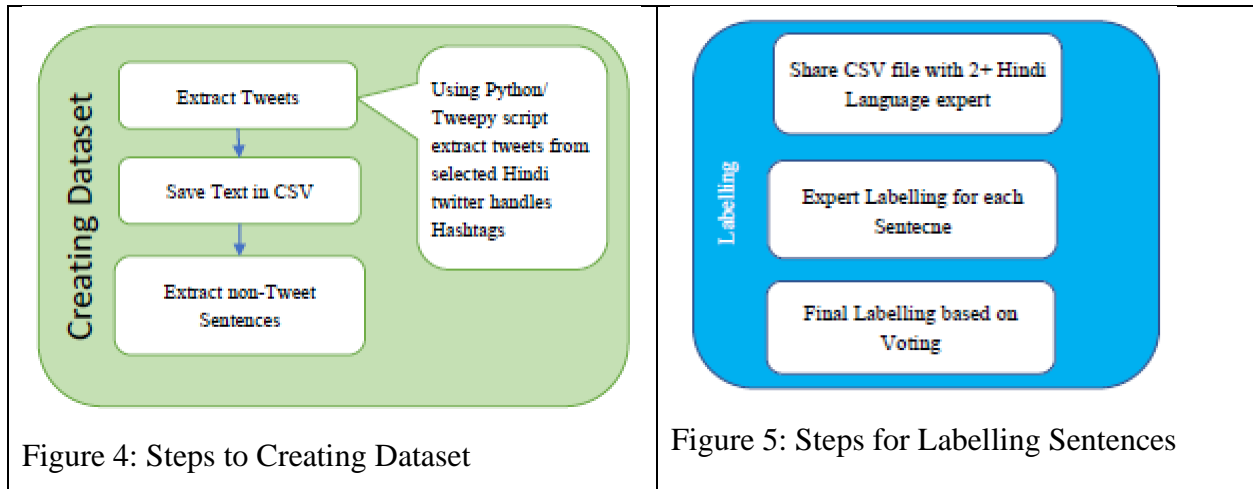 Creating Dataset
Extract Tweets
Save Text in CSV
Extract non-Tweet
Sentences
Using Python/
Tweepy script
extract tweets from
selected Hindi
twitter handles
Hashtags
Figure 4: Steps to Creating Dataset
Labelling
Share CSV file with 2+ Hindi
Language expert
Expert Labelling for each
Sentecne
Final Labelling based on
Voting
Figure 5: Steps for Labelling Sentences